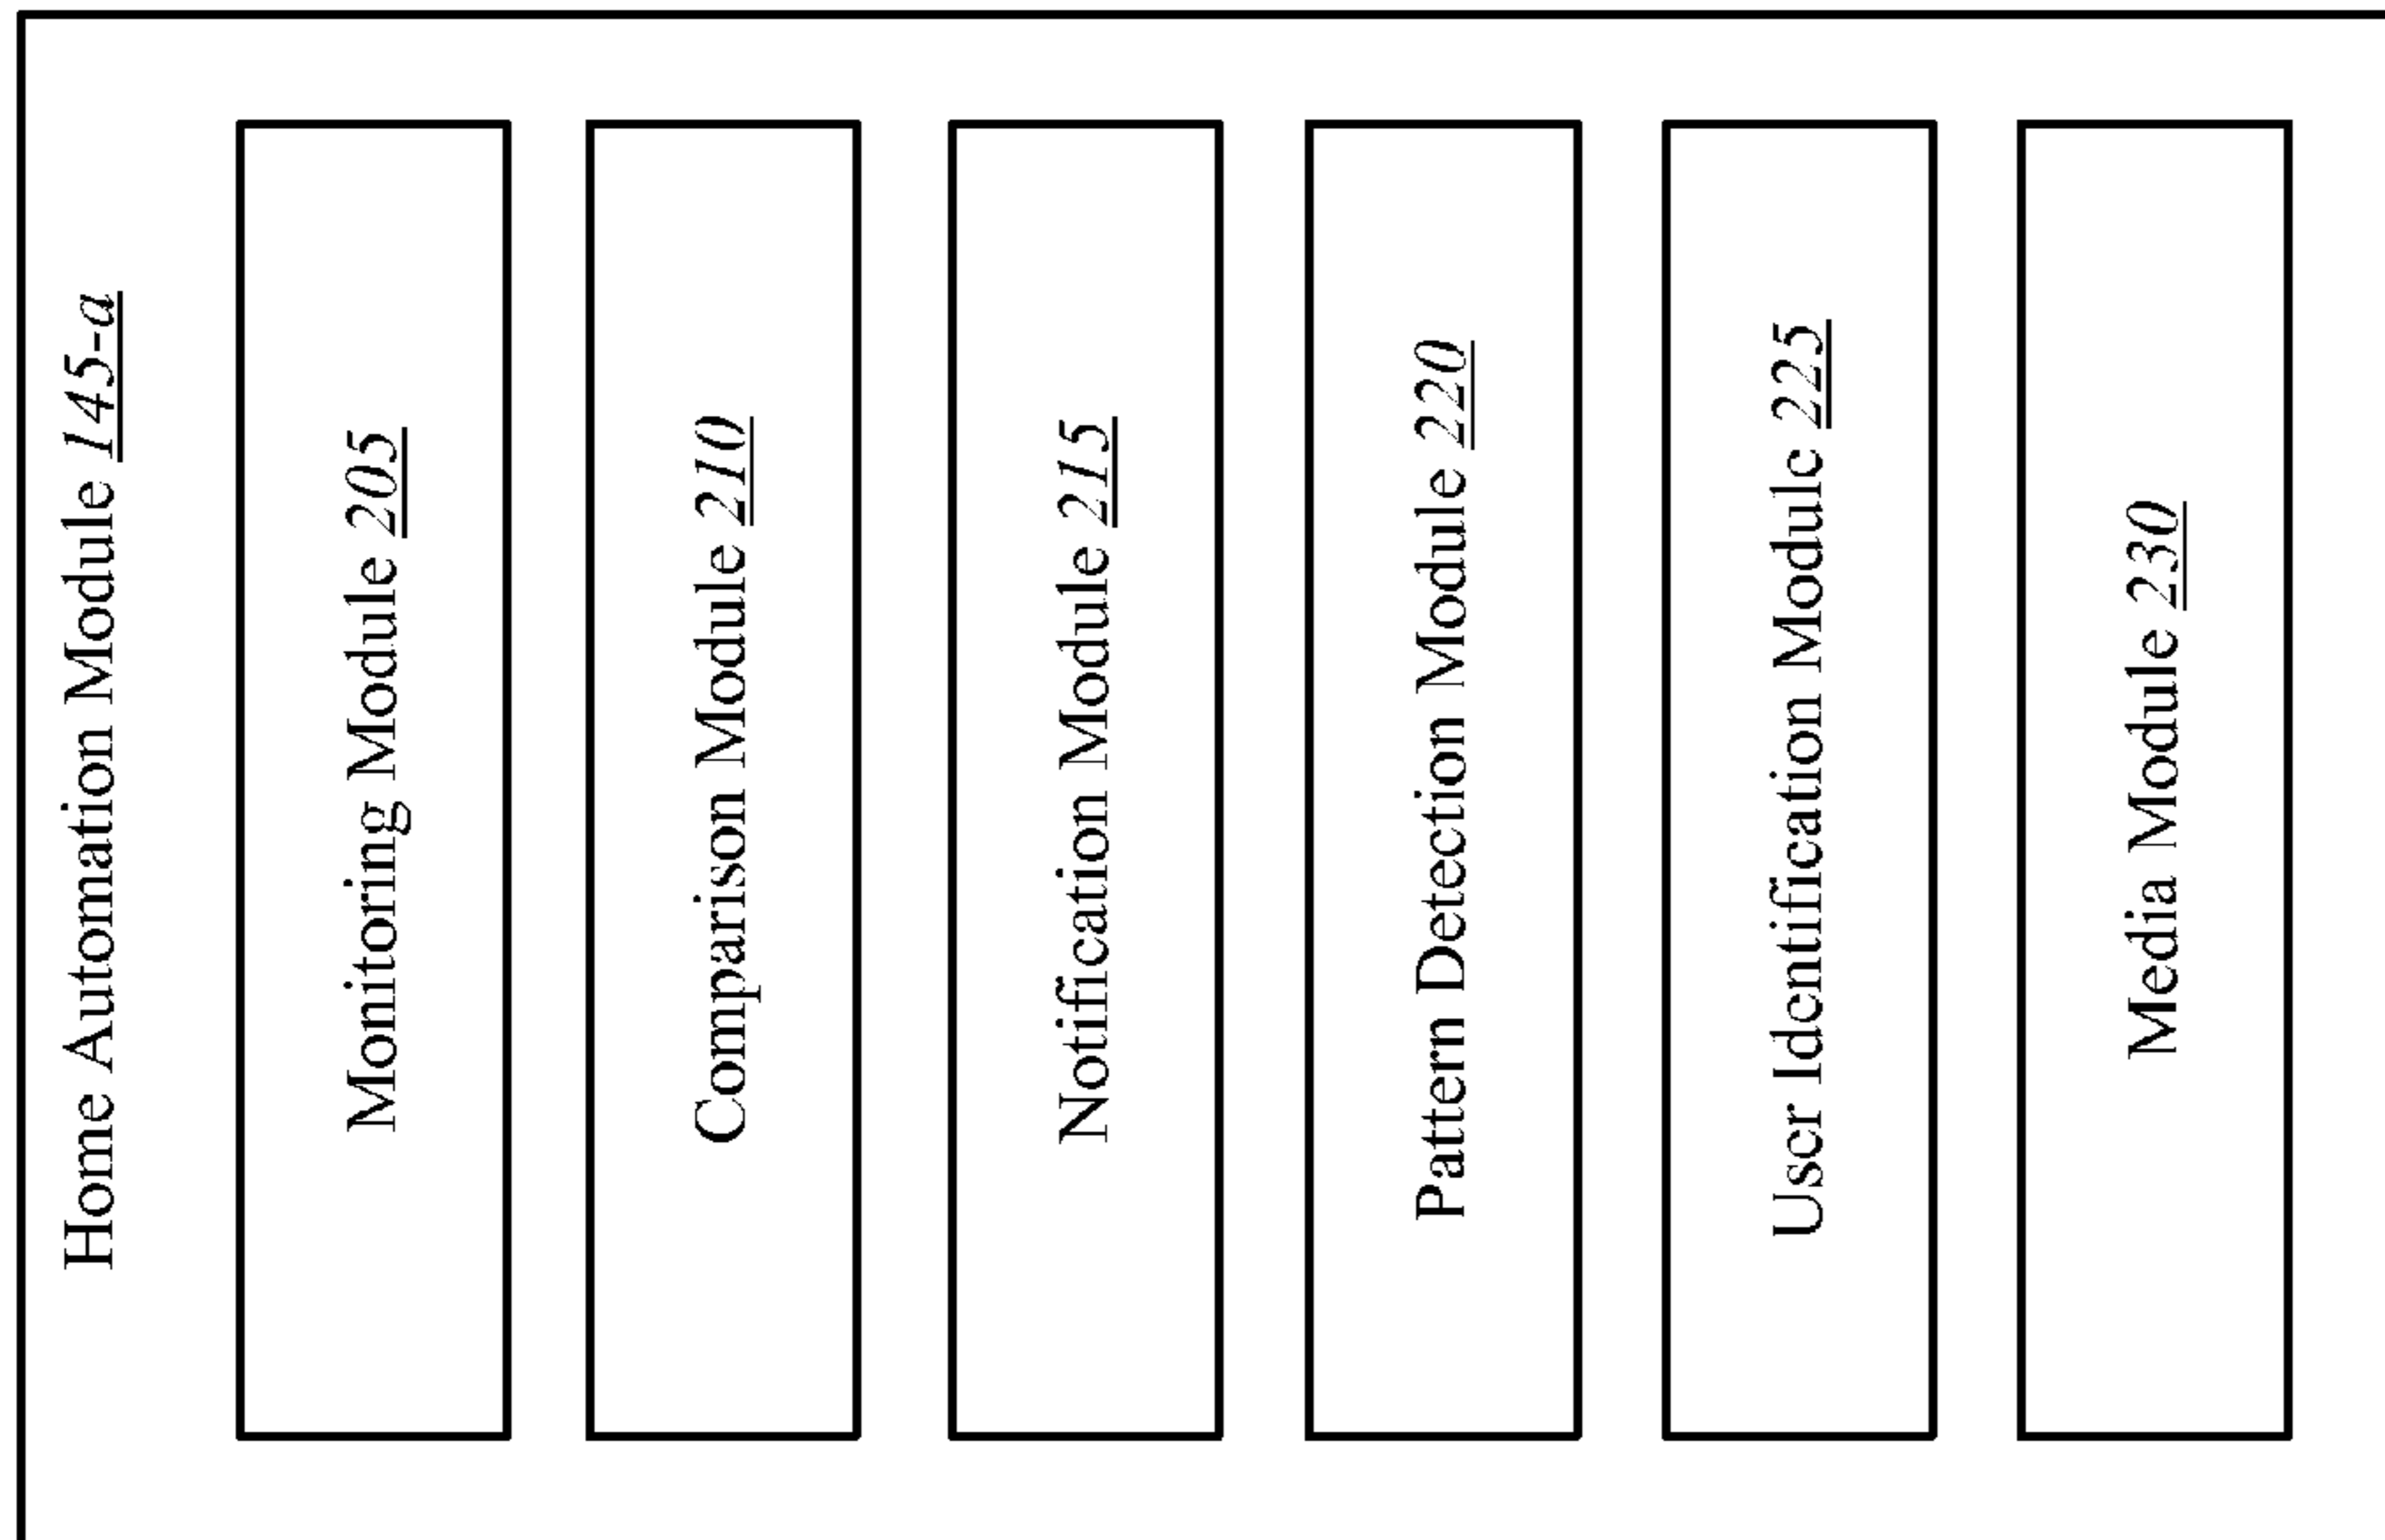 Home Automation Module 145-a
Monitoring Module 205
Comparison Module 210
Notification Module 215
Pattern Detection Module 220
User Identification Module 225
Media Module 230